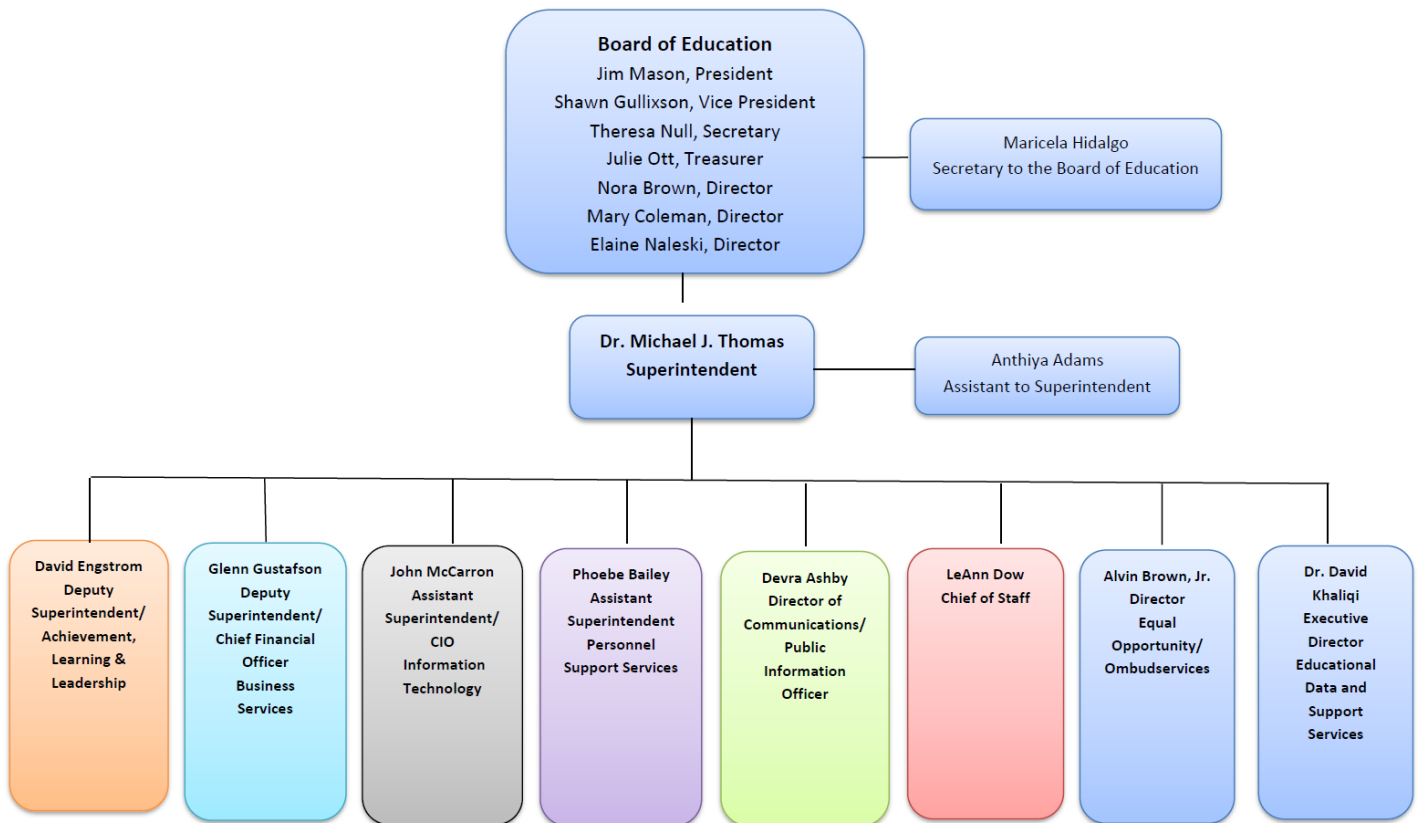 Board of Education
Jim Mason, President
Shawn Gullixson, Vice President
Theresa Null, Secretary
Julie Ott, Treasurer
Nora Brown, Director
Mary Coleman, Director
Elaine Naleski, Director
Maricela Hidalgo
Secretary to the Board of Education
Dr. Michael J. Thomas
Superintendent
Anthiya Adams
Assistant to Superintendent
David Engstrom
Deputy
Superintendent/
Achievement,
Learning &
Leadership
Glenn Gustafson
Deputy
Superintendent/
Chief Financial
Officer
Business
Services
John McCarron
Assistant
Superintendent/
CIO
Information
Technology
Phoebe Bailey
Assistant
Superintendent
Personnel
Support Services
Devra Ashby
Director of
Communications/
Public
Information
Officer
LeAnn Dow
Chief of Staff
Alvin Brown, Jr.
Director
Equal
Opportunity/
Ombudservices
Dr. David
Khaliqi
Executive
Director
Educational
Data and
Support
Services